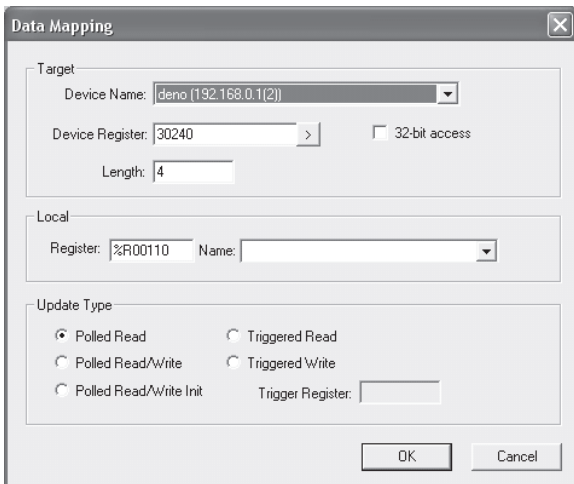 Data Mapping
Target
Device Name: deno (192.168.0.1(2))
Device Register: 30240 > 32-bit access
Length: 4
Local
Register: %R00110 Name:
Update Type
Polled Read Triggered Read
Polled Read/Write Triggered Write
Polled Read/Write Init Trigger Register:
OK Cancel